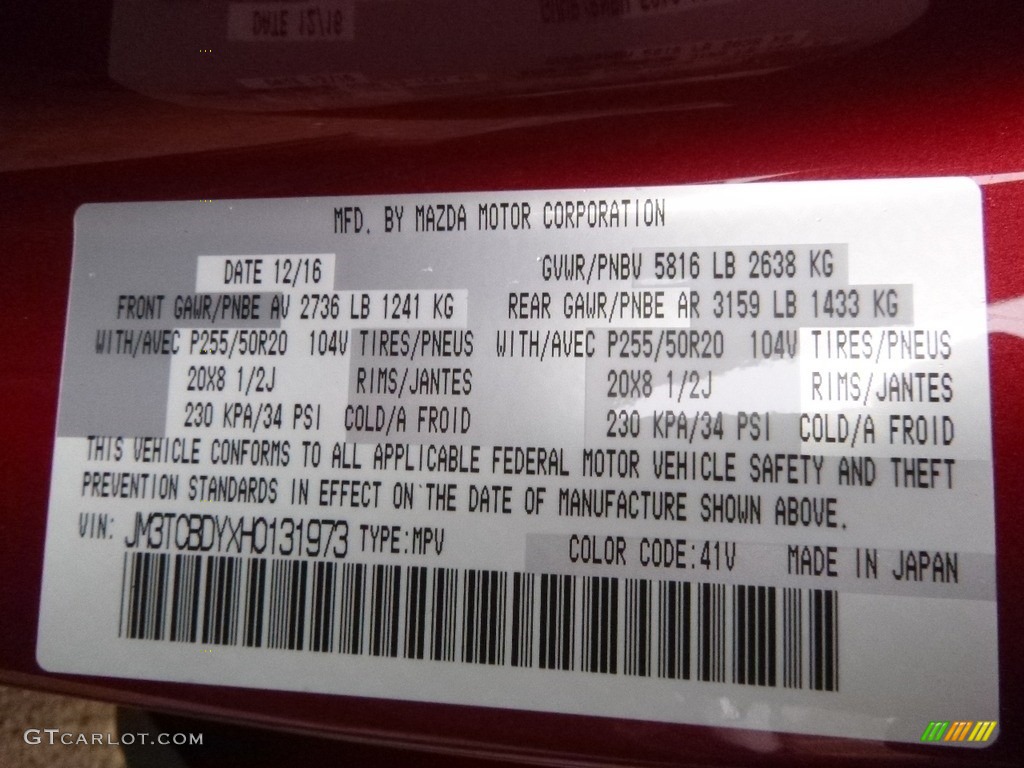 MFD. BY MAZDA MOTOR CORPORATION
DATE 12/16 GVWR/PNBV 5816 LB 2638 KG
FRONT GAWR/PNBE AV 2736 LB 1241 KG REAR GAWR/PNBE AR 3159 LB 1433 KG
WITH/AVEC P255/50R20 104V TIRES/PNEUS WITH/AVEC P255/50R20 104V TIRES/PNEUS
20X8 1/2J RIMS/JANTES 20X8 1/2J RIMS/JANTES
230 KPA/34 PSI COLD/A FROID 230 KPA/34 PSI COLD/A FROID
THIS VEHICLE CONFORMS TO ALL APPLICABLE FEDERAL MOTOR VEHICLE SAFETY AND THEFT
PREVENTION STANDARDS IN EFFECT ON THE DATE OF MANUFACTURE SHOWN ABOVE.
VIN: JM3TCBDYXH0131973 TYPE:MPV COLOR CODE:41V MADE IN JAPAN
GTCARLOT.COM